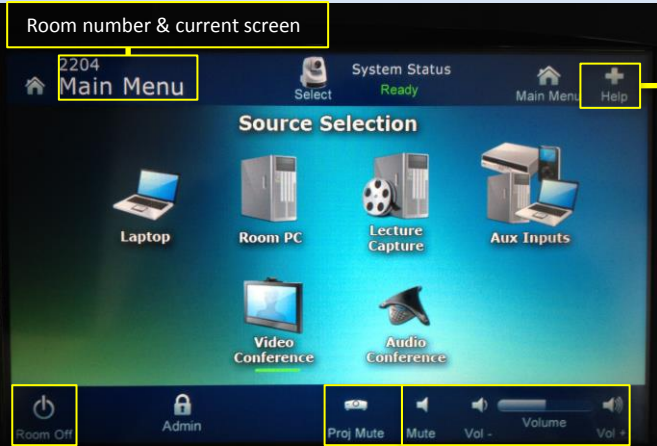 Room number & current screen
2204
Main Menu
Select
System Status
Ready
Main Menu
Help
Source Selection
Laptop
Room PC
Lecture
Capture
Aux Inputs
Video
Conference
Audio
Conference
Room Off
Admin
Proj Mute
Mute
Vol -
Volume
Vol +